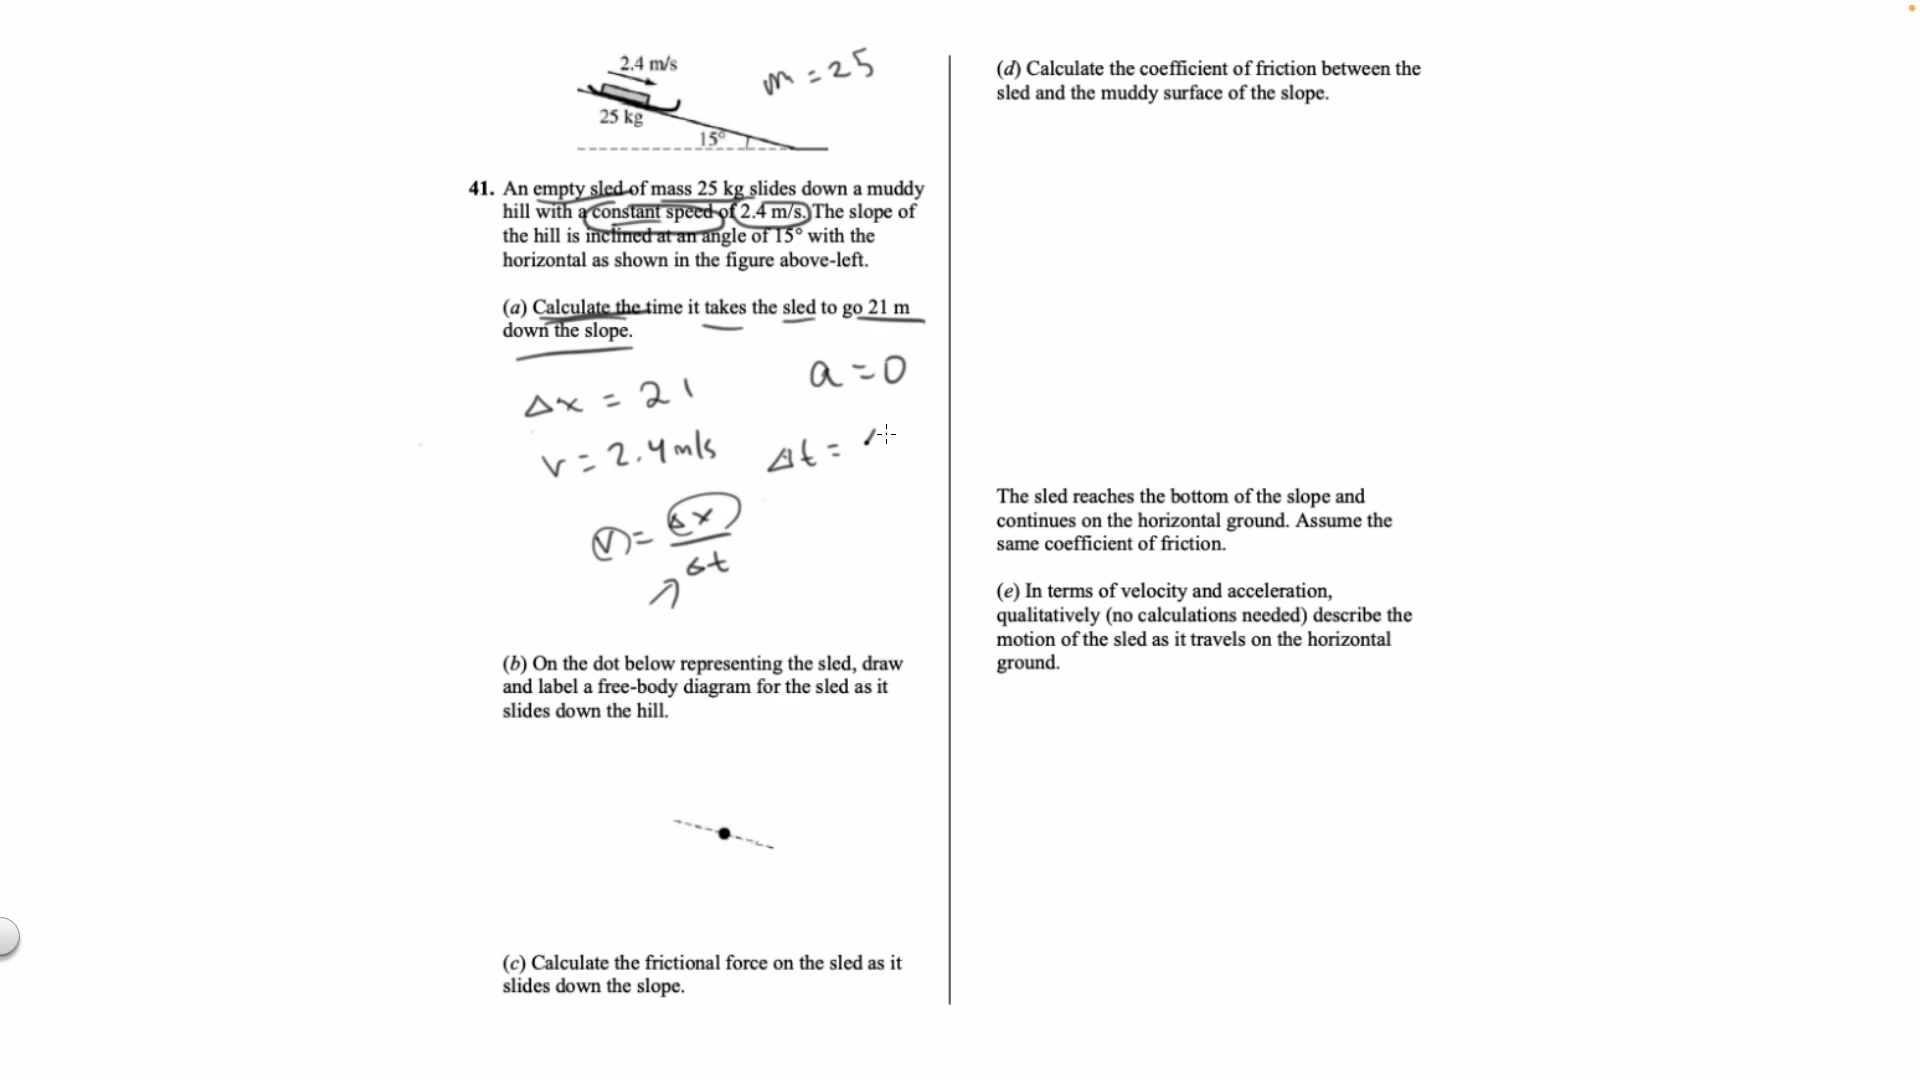 2.4 m/s
m = 25
25 kg
15°
41. An empty sled of mass 25 kg slides down a muddy
hill with a constant speed of 2.4 m/s. The slope of
the hill is inclined at an angle of 15° with the
horizontal as shown in the figure above-left.
(a) Calculate the time it takes the sled to go 21 m
down the slope.
a = 0
Δx = 21
v = 2.4 m/s
Δt =
v = Δx
Δt
(b) On the dot below representing the sled, draw
and label a free-body diagram for the sled as it
slides down the hill.
(c) Calculate the frictional force on the sled as it
slides down the slope.
(d) Calculate the coefficient of friction between the
sled and the muddy surface of the slope.
The sled reaches the bottom of the slope and
continues on the horizontal ground. Assume the
same coefficient of friction.
(e) In terms of velocity and acceleration,
qualitatively (no calculations needed) describe the
motion of the sled as it travels on the horizontal
ground.